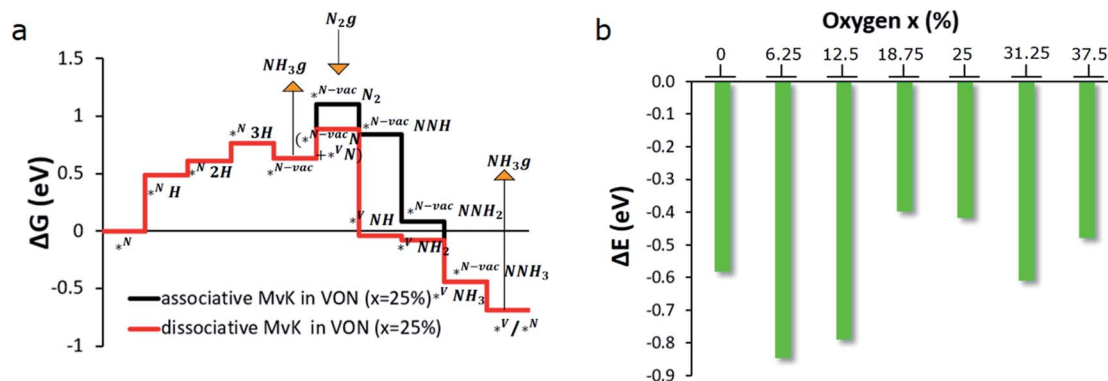 a
ΔG (eV)
1.5
1
0.5
0
-0.5
-1
*^N
*^N H
*^N 2H
*^N 3H
NH₃g
*^{N-vac}
N₂g
*^{N-vac} N₂
(*^{N-vac}N
+*^V N)
*^{N-vac} NNH
*^V NH
*^{N-vac} NNH₂
*^V NH₂
NH₃g
*^{N-vac} NNH₃
*^V NH₃
*^V/*^N
associative MvK in VON (x=25%)
dissociative MvK in VON (x=25%)
b
Oxygen x (%)
0 6.25 12.5 18.75 25 31.25 37.5
ΔE (eV)
0.0
-0.1
-0.2
-0.3
-0.4
-0.5
-0.6
-0.7
-0.8
-0.9